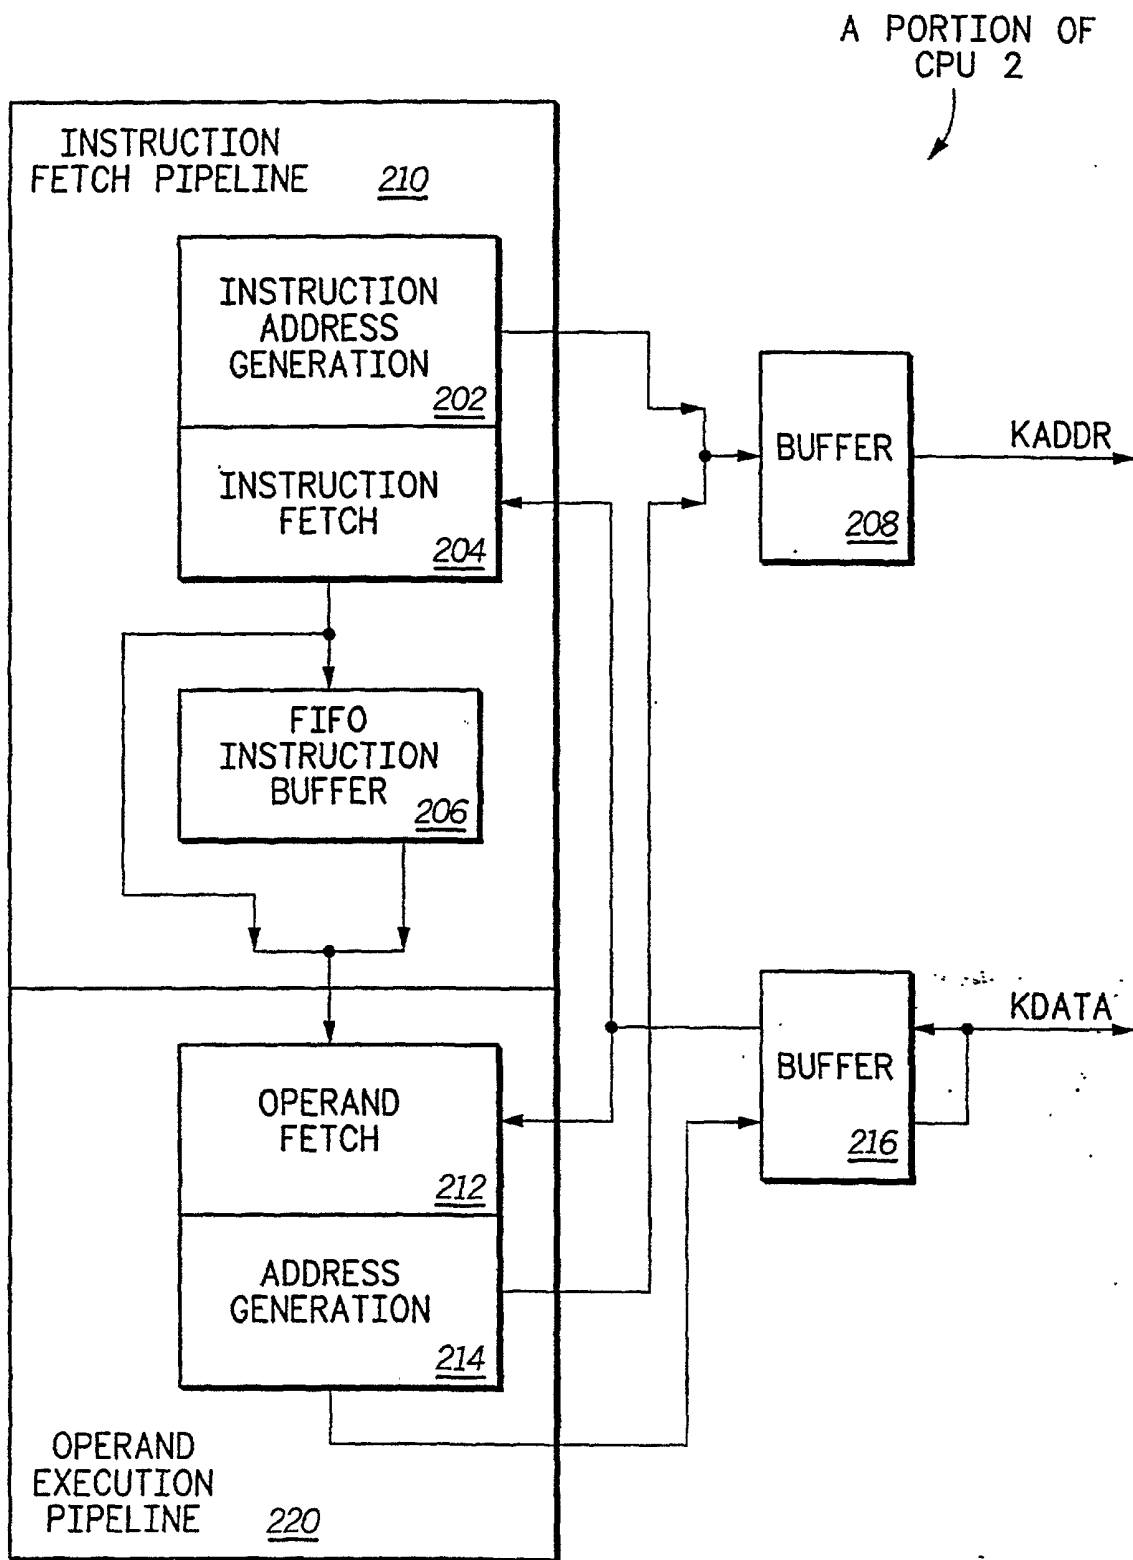 A PORTION OF
CPU 2
INSTRUCTION
FETCH PIPELINE 210
INSTRUCTION
ADDRESS
GENERATION
202
INSTRUCTION
FETCH
204
BUFFER
208
KADDR
FIFO
INSTRUCTION
BUFFER
206
OPERAND
FETCH
212
ADDRESS
GENERATION
214
BUFFER
216
KDATA
OPERAND
EXECUTION
PIPELINE 220